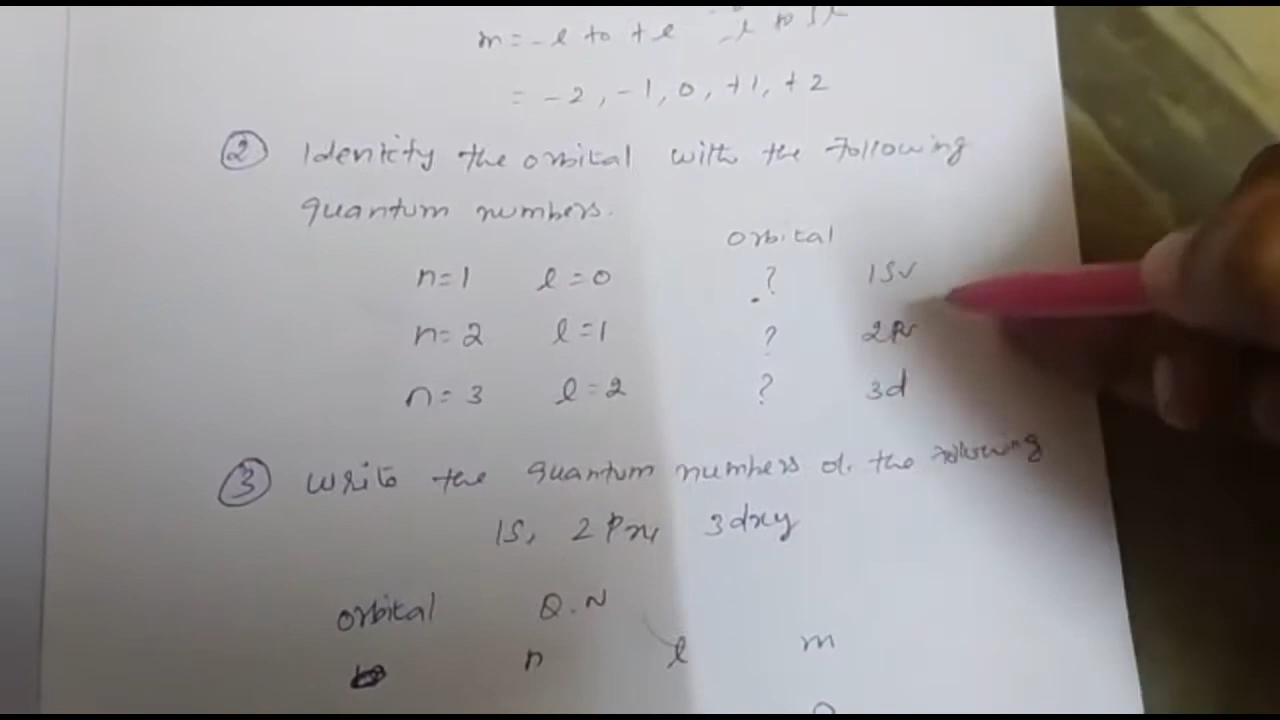 m = -l to +l -l to
= -2, -1, 0, +1, +2
② Identity the orbital with the following
quantum numbers.
orbital
n=1 l=0 ? 1S
n=2 l=1 ? 2P
n=3 l=2 ? 3d
③ Write the quantum numbers of the following
1S, 2Px, 3dxy
orbital Q.N
n l m